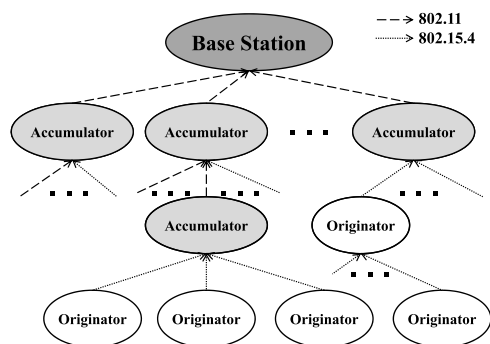 802.11
802.15.4
Base Station
Accumulator Accumulator Accumulator
Accumulator Originator
Originator Originator Originator Originator